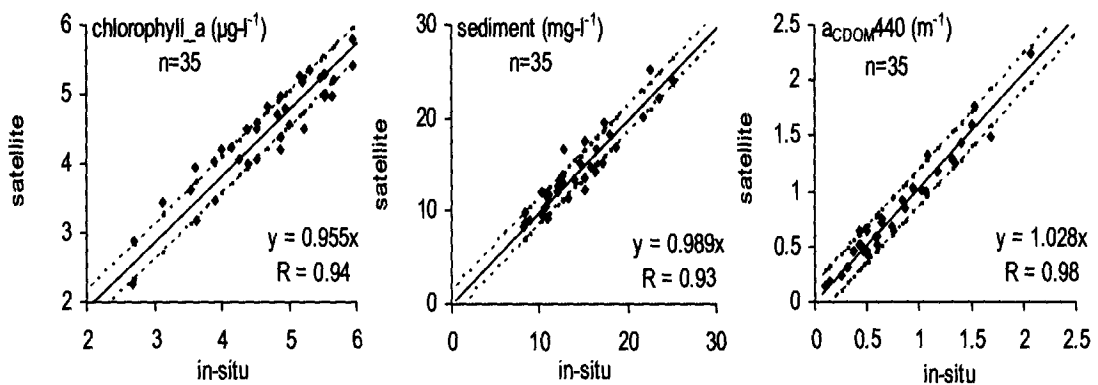 chlorophyll_a (µg-l⁻¹)
n=35
6
5
4
3
2
satellite
y = 0.955x
R = 0.94
2 3 4 5 6
in-situ
sediment (mg-l⁻¹)
n=35
30
20
10
0
satellite
y = 0.989x
R = 0.93
0 10 20 30
in-situ
aCDOM440 (m⁻¹)
n=35
2.5
2
1.5
1
0.5
0
satellite
y = 1.028x
R = 0.98
0 0.5 1 1.5 2 2.5
in-situ